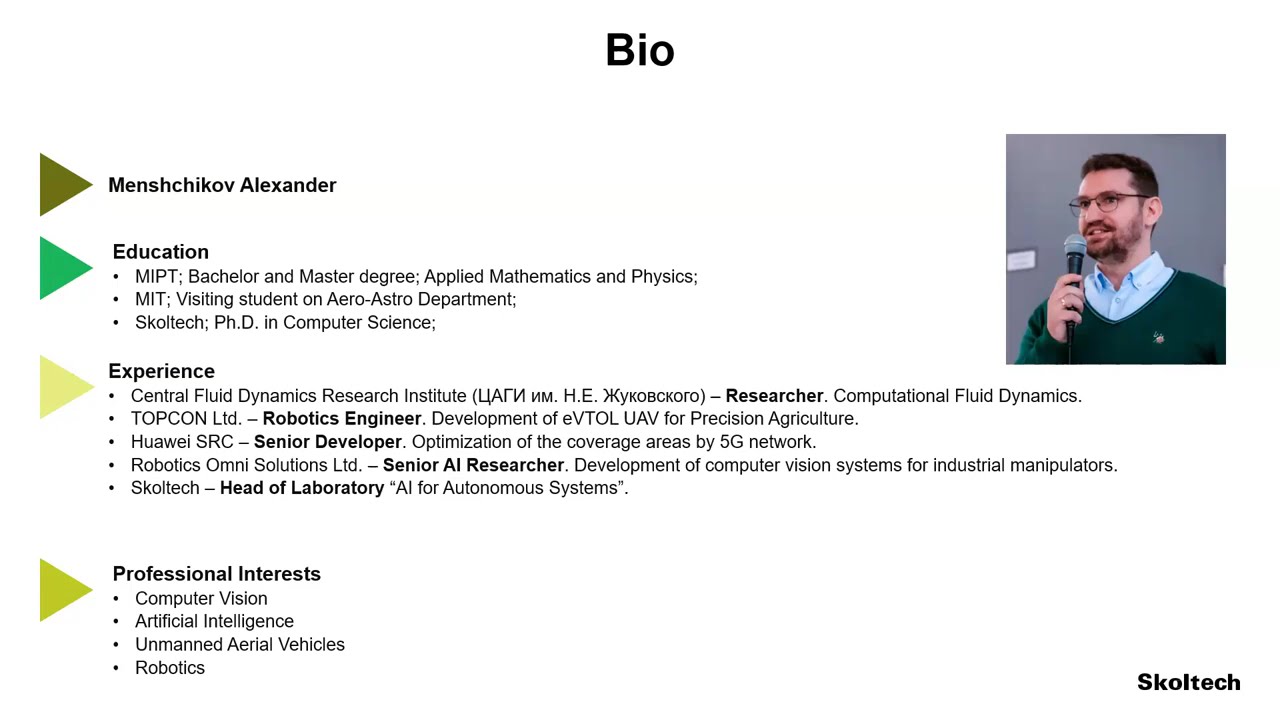 Bio
Menshchikov Alexander
Education
• MIPT; Bachelor and Master degree; Applied Mathematics and Physics;
• MIT; Visiting student on Aero-Astro Department;
• Skoltech; Ph.D. in Computer Science;
Experience
• Central Fluid Dynamics Research Institute (ЦАГИ им. Н.Е. Жуковского) – Researcher. Computational Fluid Dynamics.
• TOPCON Ltd. – Robotics Engineer. Development of eVTOL UAV for Precision Agriculture.
• Huawei SRC – Senior Developer. Optimization of the coverage areas by 5G network.
• Robotics Omni Solutions Ltd. – Senior AI Researcher. Development of computer vision systems for industrial manipulators.
• Skoltech – Head of Laboratory “AI for Autonomous Systems”.
Professional Interests
• Computer Vision
• Artificial Intelligence
• Unmanned Aerial Vehicles
• Robotics
Skoltech